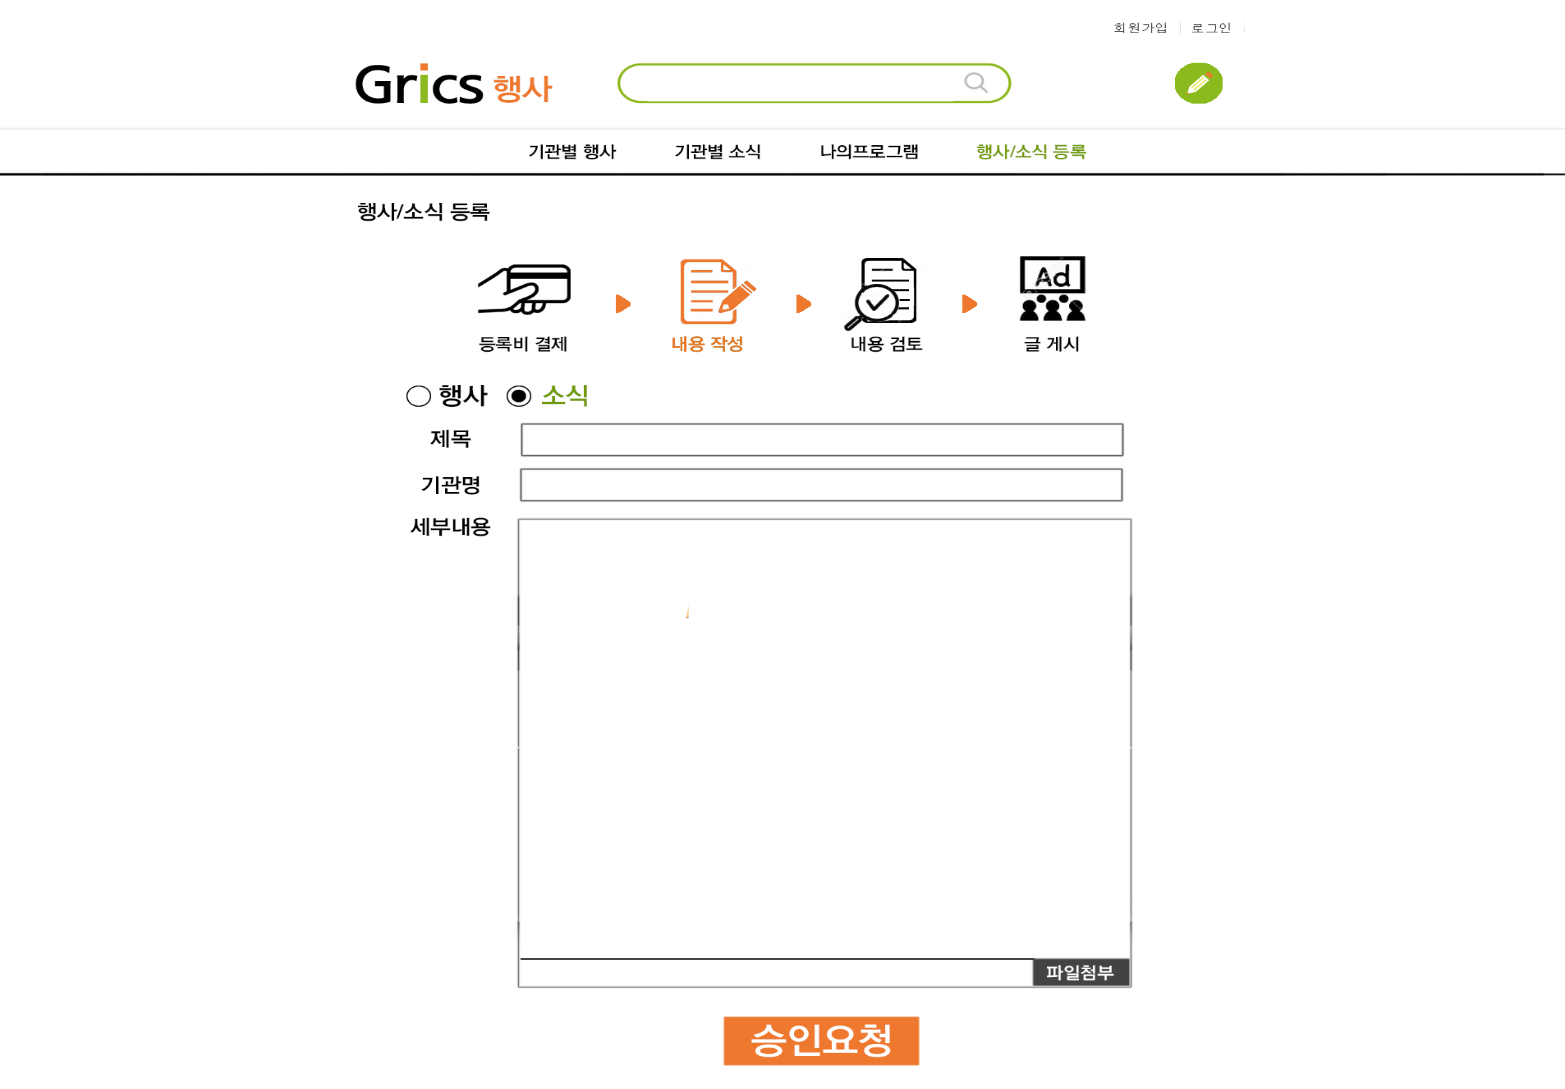 회원가입 로그인
Grics 행사
기관별 행사 기관별 소식 나의프로그램 행사/소식 등록
행사/소식 등록
Ad
등록비 결제 내용 작성 내용 검토 글 게시
행사 소식
제목
기관명
세부내용
파일첨부
승인요청